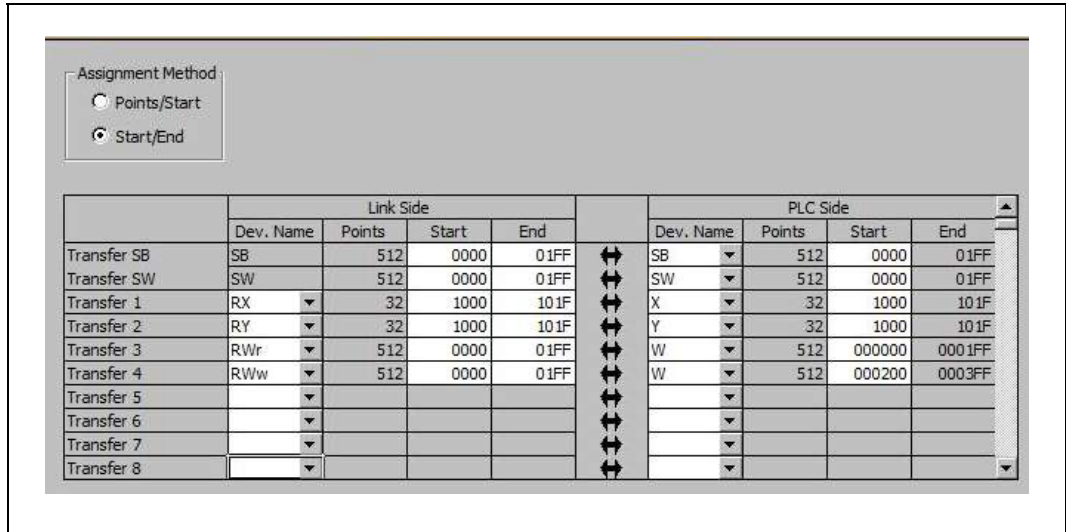 Assignment Method
Points/Start
Start/End
Link Side PLC Side
Dev. Name Points Start End Dev. Name Points Start End
Transfer SB SB 512 0000 01FF SB 512 0000 01FF
Transfer SW SW 512 0000 01FF SW 512 0000 01FF
Transfer 1 RX 32 1000 101F X 32 1000 101F
Transfer 2 RY 32 1000 101F Y 32 1000 101F
Transfer 3 RWr 512 0000 01FF W 512 000000 0001FF
Transfer 4 RWw 512 0000 01FF W 512 000200 0003FF
Transfer 5
Transfer 6
Transfer 7
Transfer 8